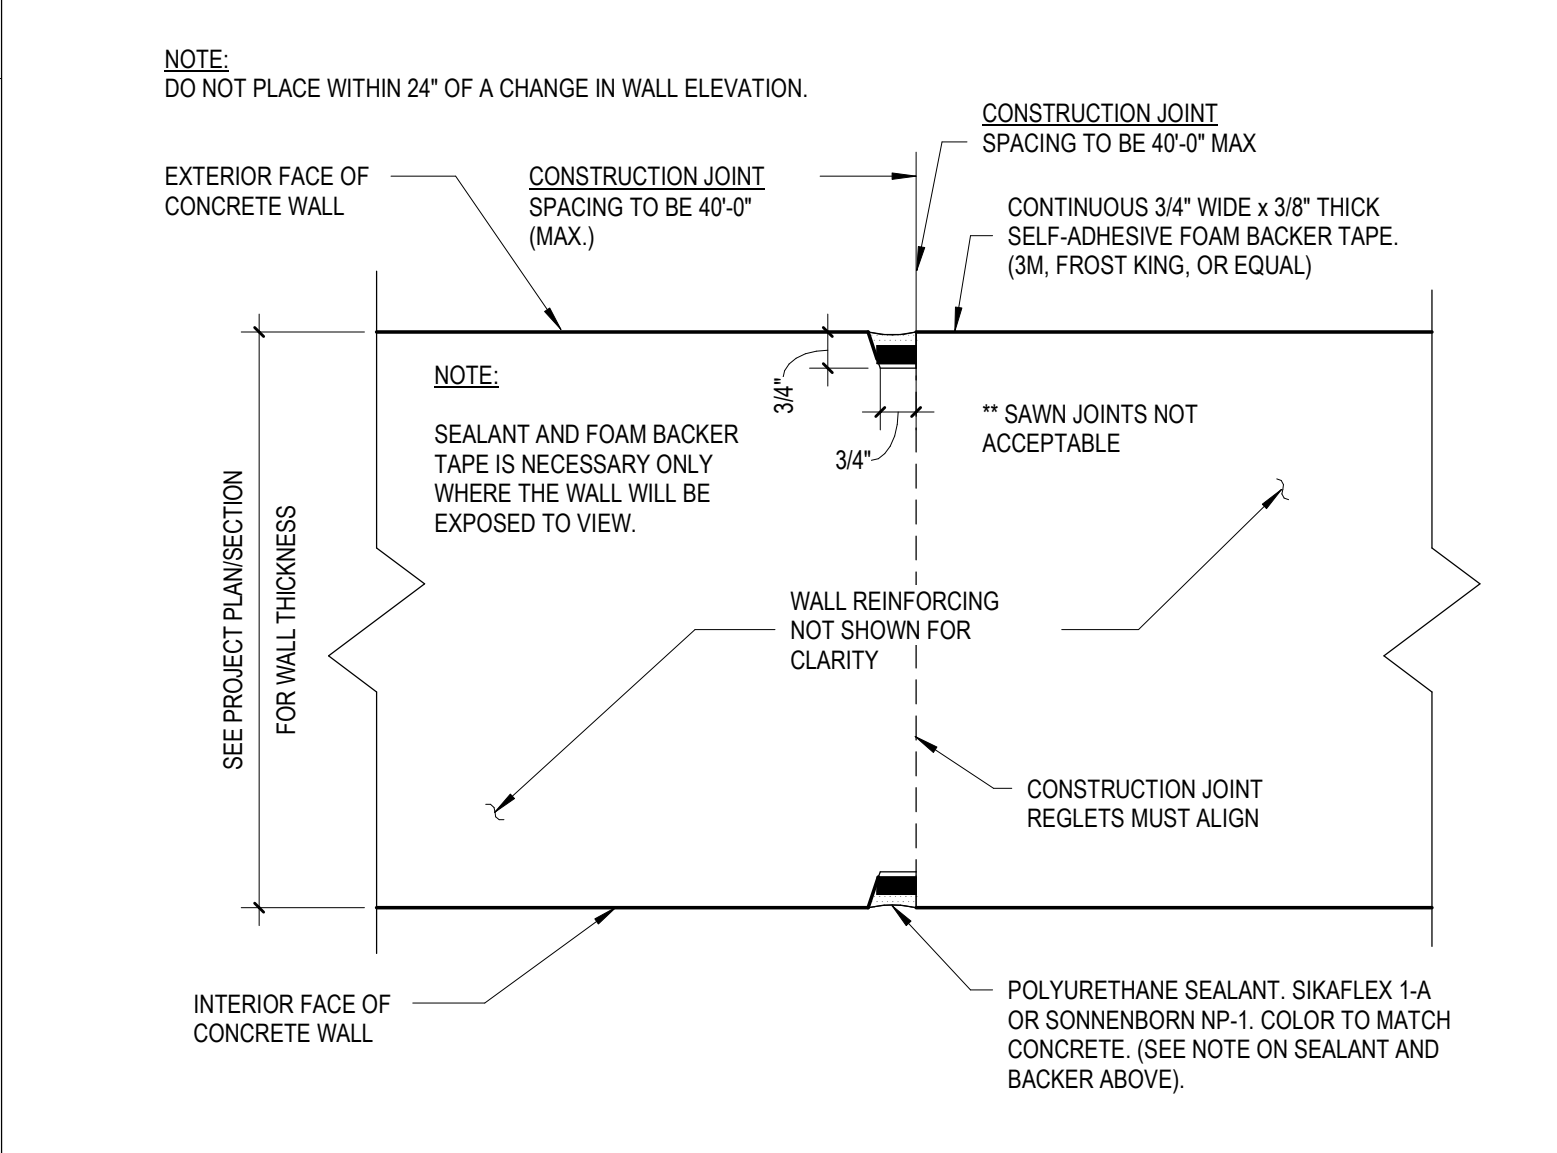 NOTE:
DO NOT PLACE WITHIN 24" OF A CHANGE IN WALL ELEVATION.
CONSTRUCTION JOINT
SPACING TO BE 40'-0" MAX
EXTERIOR FACE OF
CONCRETE WALL
CONSTRUCTION JOINT
SPACING TO BE 40'-0"
(MAX.)
CONTINUOUS 3/4" WIDE x 3/8" THICK
SELF-ADHESIVE FOAM BACKER TAPE.
(3M, FROST KING, OR EQUAL)
NOTE:
SEALANT AND FOAM BACKER
TAPE IS NECESSARY ONLY
WHERE THE WALL WILL BE
EXPOSED TO VIEW.
3/4"
3/4"
** SAWN JOINTS NOT
ACCEPTABLE
SEE PROJECT PLAN/SECTION
FOR WALL THICKNESS
WALL REINFORCING
NOT SHOWN FOR
CLARITY
CONSTRUCTION JOINT
REGLETS MUST ALIGN
INTERIOR FACE OF
CONCRETE WALL
POLYURETHANE SEALANT. SIKAFLEX 1-A
OR SONNENBORN NP-1. COLOR TO MATCH
CONCRETE. (SEE NOTE ON SEALANT AND
BACKER ABOVE).